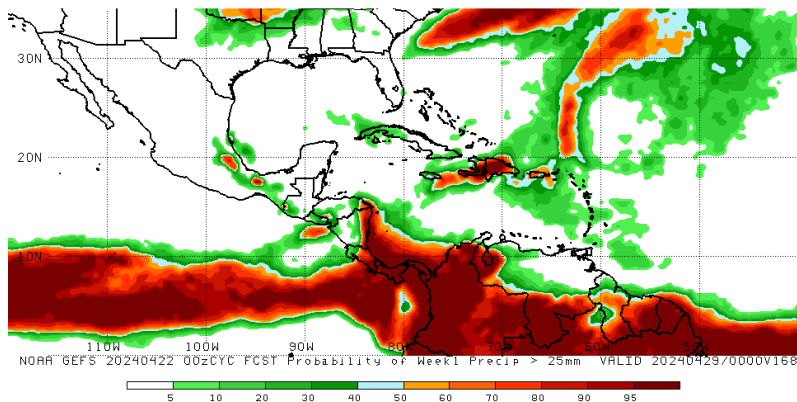 30N
20N
10N
110W 100W 90W 80W 70W 60W 50W
NOAA GEFS 20240422 00zCYC FCST Probability of Week1 Precip > 25mm VALID 20240429/0000V168
5 10 20 30 40 50 60 70 80 90 95